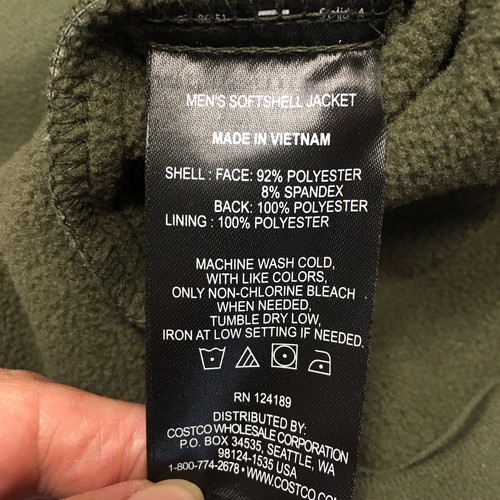 86 51
MEN'S SOFTSHELL JACKET
MADE IN VIETNAM
SHELL : FACE: 92% POLYESTER
8% SPANDEX
BACK: 100% POLYESTER
LINING : 100% POLYESTER
MACHINE WASH COLD,
WITH LIKE COLORS,
ONLY NON-CHLORINE BLEACH
WHEN NEEDED,
TUMBLE DRY LOW,
IRON AT LOW SETTING IF NEEDED.
RN 124189
DISTRIBUTED BY:
COSTCO WHOLESALE CORPORATION
P.O. BOX 34535, SEATTLE, WA
98124-1535 USA
1-800-774-2678 • WWW.COSTCO.COM